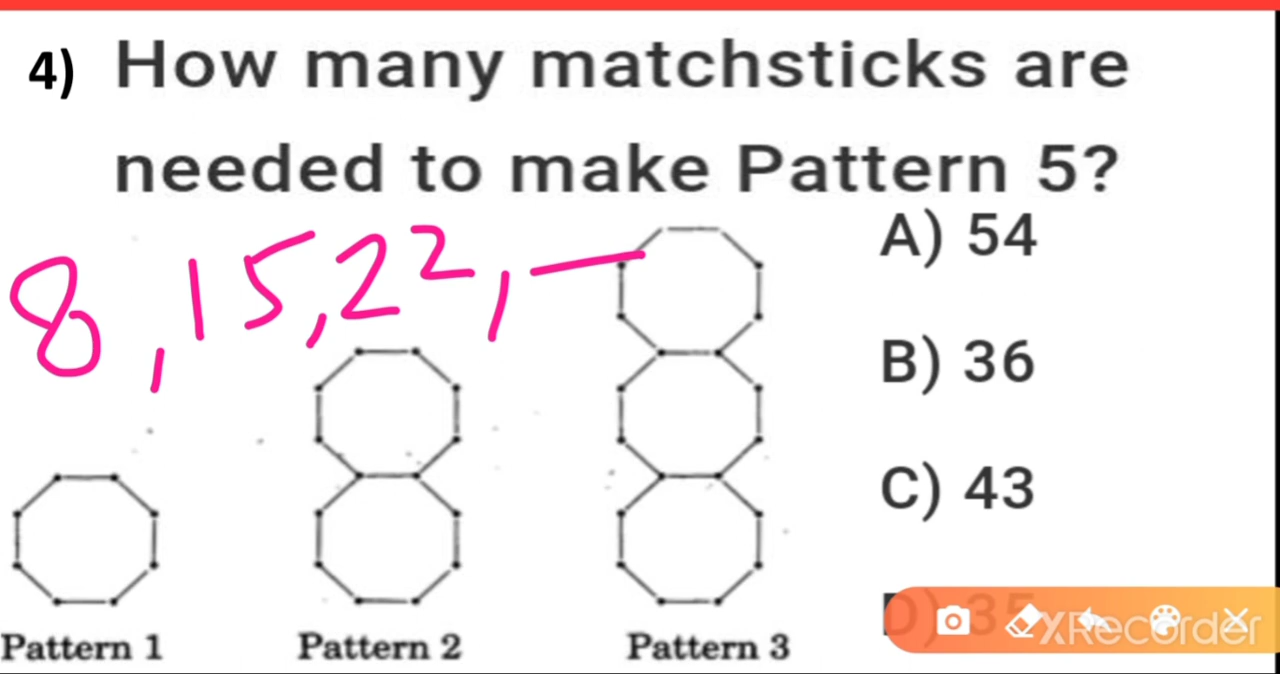 4) How many matchsticks are
needed to make Pattern 5?
A) 54
8, 15, 22, —
B) 36
C) 43
D) 35
XRecorder
Pattern 1 Pattern 2 Pattern 3